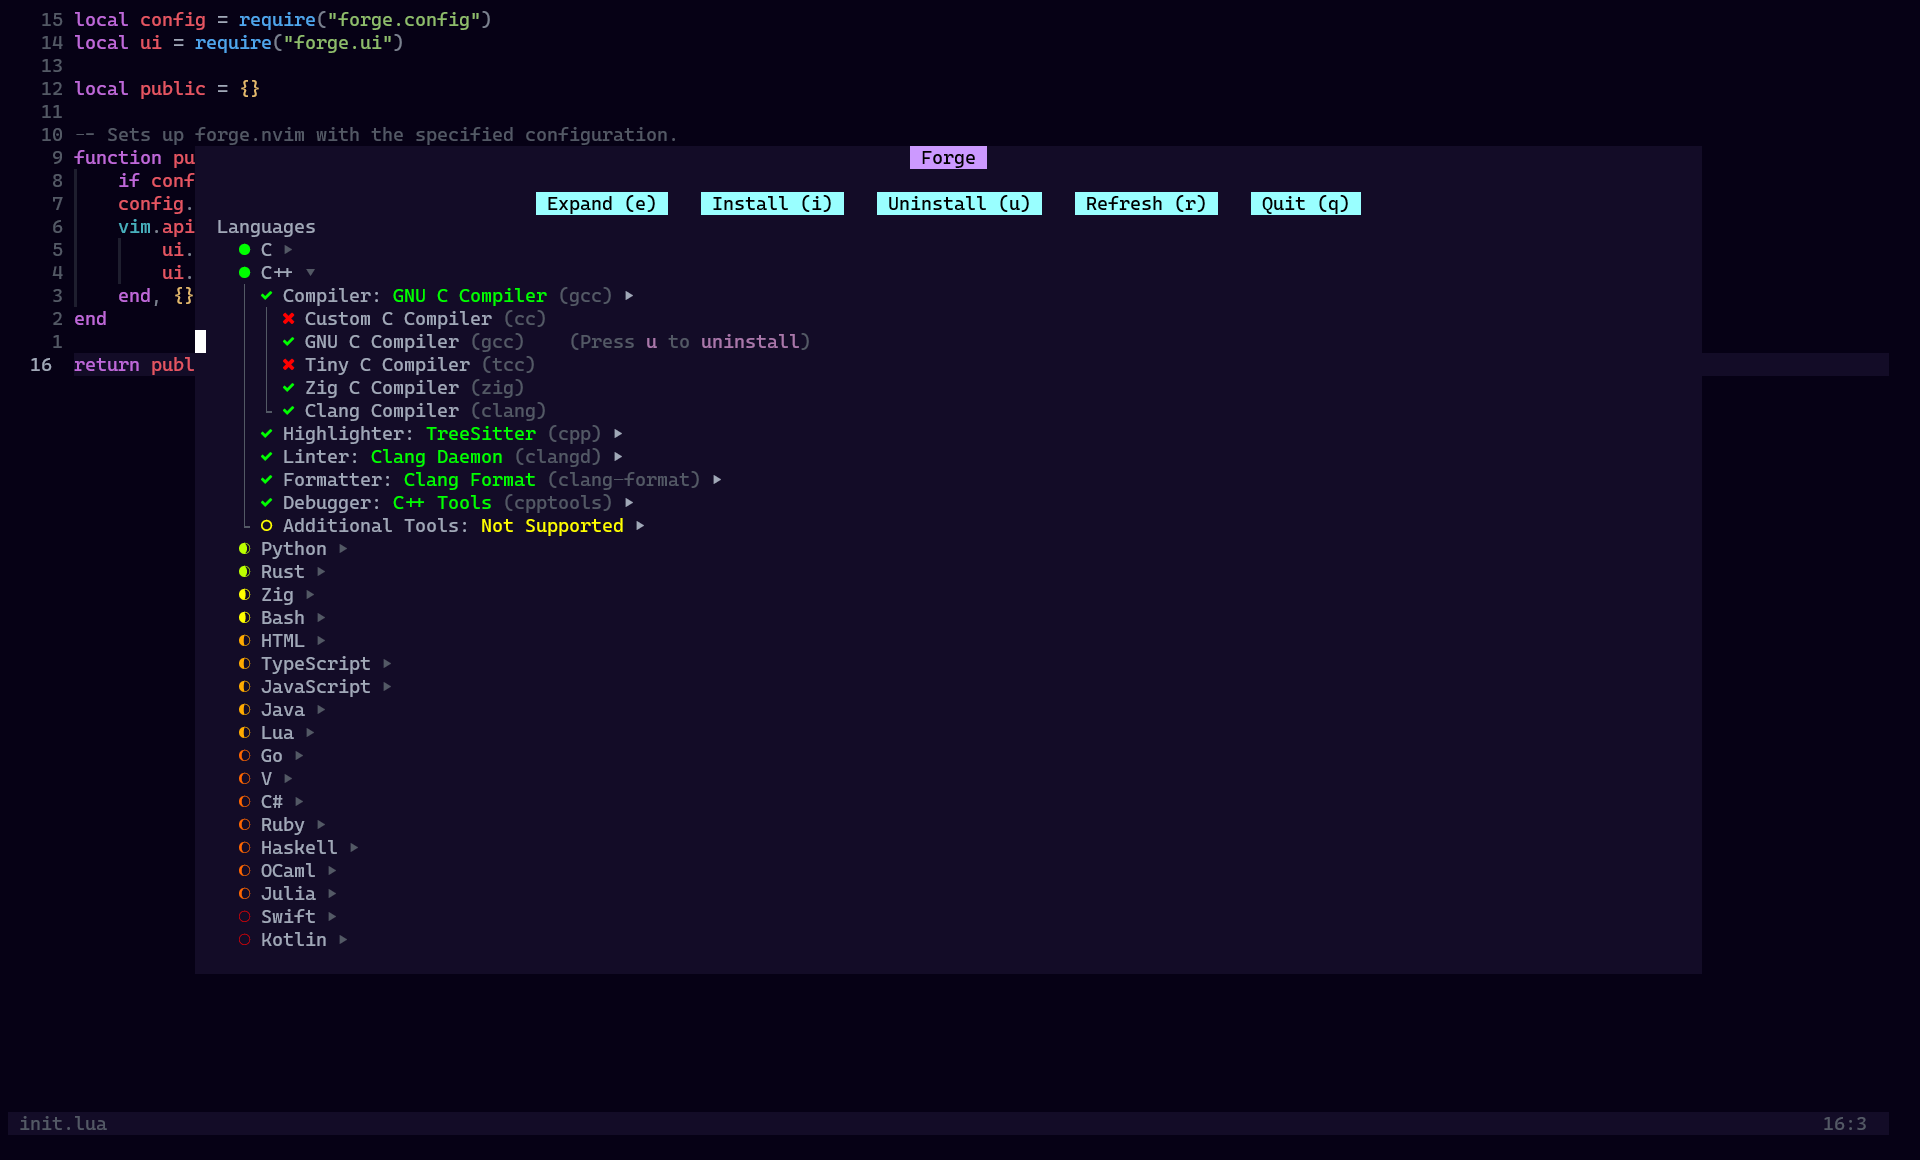 15 local config = require("forge.config")
14 local ui = require("forge.ui")
13
12 local public = {}
11
10 -- Sets up forge.nvim with the specified configuration.
9 function pu
Forge
8 if conf
7 config.
Expand (e) Install (i) Uninstall (u) Refresh (r) Quit (q)
6 vim.api
Languages
5 ui.
C
4 ui.
C++
3 end, {}
Compiler: GNU C Compiler (gcc)
2 end
Custom C Compiler (cc)
1
GNU C Compiler (gcc) (Press u to uninstall)
16 return publ
Tiny C Compiler (tcc)
Zig C Compiler (zig)
Clang Compiler (clang)
Highlighter: TreeSitter (cpp)
Linter: Clang Daemon (clangd)
Formatter: Clang Format (clang-format)
Debugger: C++ Tools (cpptools)
Additional Tools: Not Supported
Python
Rust
Zig
Bash
HTML
TypeScript
JavaScript
Java
Lua
Go
V
C#
Ruby
Haskell
OCaml
Julia
Swift
Kotlin
init.lua 16:3